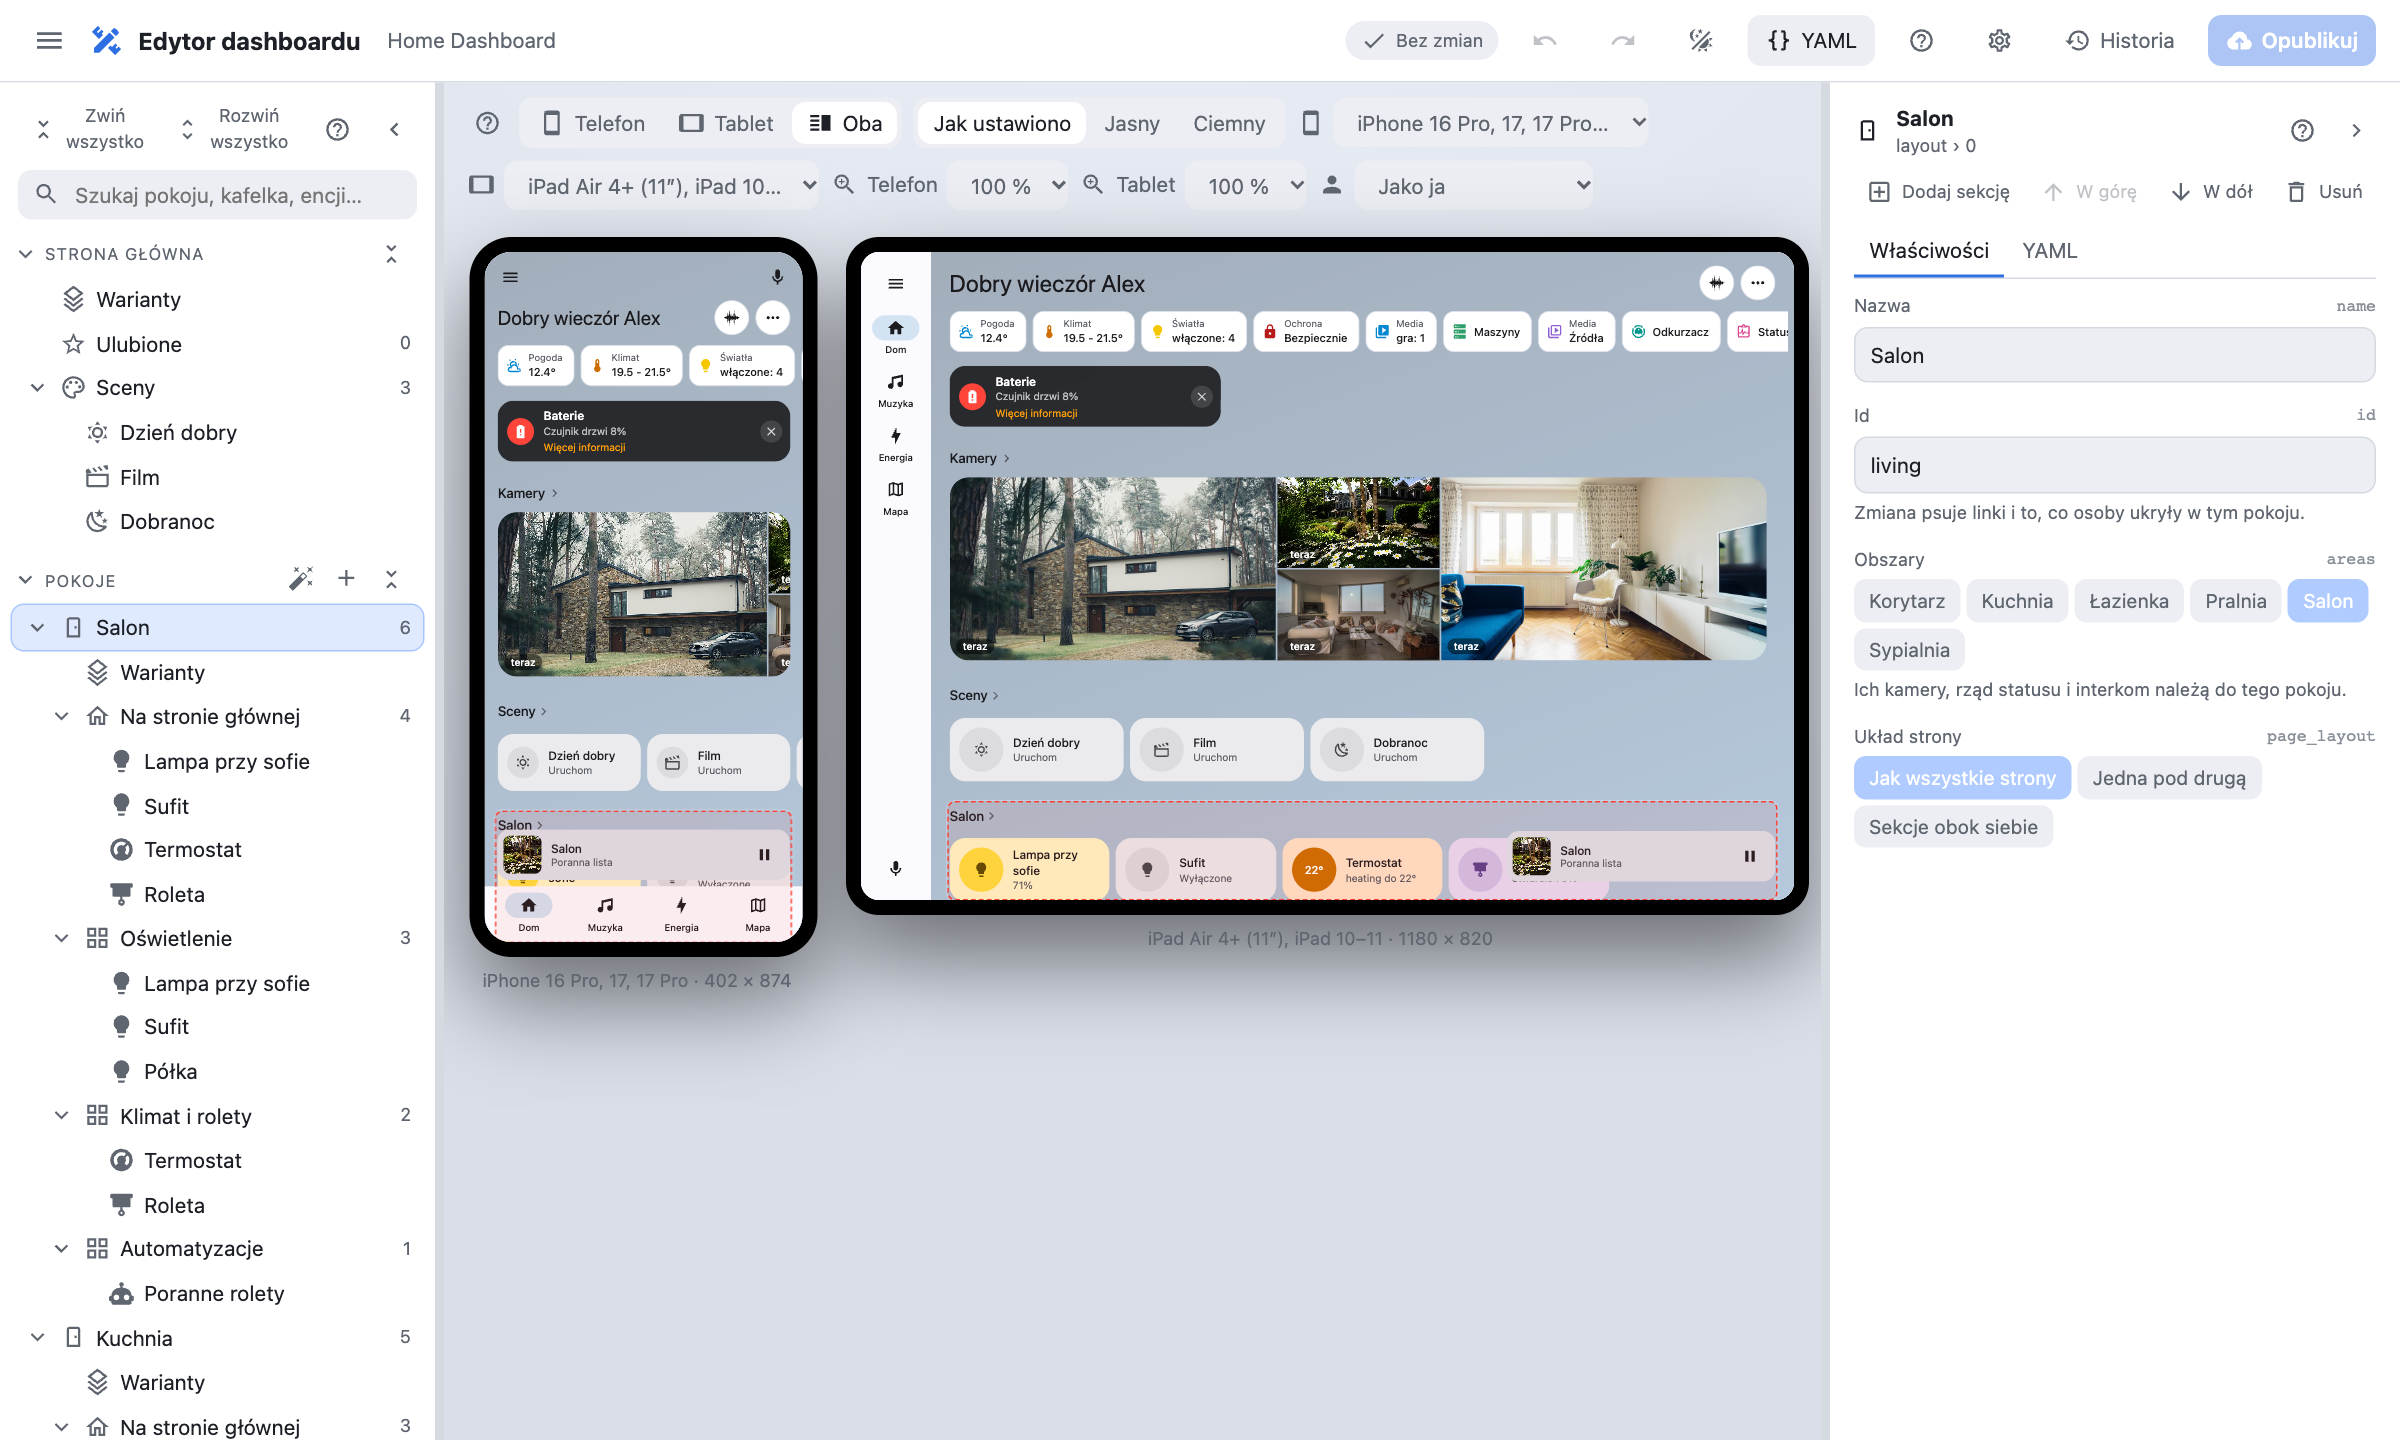 Edytor dashboardu
Home Dashboard
Bez zmian
YAML
Historia
Opublikuj
Zwiń wszystko
Rozwiń wszystko
Szukaj pokoju, kafelka, encji...
STRONA GŁÓWNA
Warianty
Ulubione 0
Sceny 3
Dzień dobry
Film
Dobranoc
POKOJE
Salon 6
Warianty
Na stronie głównej 4
Lampa przy sofie
Sufit
Termostat
Roleta
Oświetlenie 3
Lampa przy sofie
Sufit
Półka
Klimat i rolety 2
Termostat
Roleta
Automatyzacje 1
Poranne rolety
Kuchnia 5
Warianty
Na stronie głównej 3
Telefon
Tablet
Oba
Jak ustawiono
Jasny
Ciemny
iPhone 16 Pro, 17, 17 Pro...
iPad Air 4+ (11″), iPad 10...
Telefon
100 %
Tablet
100 %
Jako ja
Dobry wieczór Alex
Pogoda
12.4°
Klimat
19.5 - 21.5°
Światła
włączone: 4
Baterie
Czujnik drzwi 8%
Więcej informacji
Kamery
teraz
te
te
Sceny
Dzień dobry
Uruchom
Film
Uruchom
Salon
Salon
Poranna lista
sofie
Wyłączone
Dom
Muzyka
Energia
Mapa
iPhone 16 Pro, 17, 17 Pro · 402 × 874
Dom
Muzyka
Energia
Mapa
Dobry wieczór Alex
Pogoda
12.4°
Klimat
19.5 - 21.5°
Światła
włączone: 4
Ochrona
Bezpiecznie
Media
gra: 1
Maszyny
Media
Źródła
Odkurzacz
Status
Baterie
Czujnik drzwi 8%
Więcej informacji
Kamery
teraz
teraz
teraz
teraz
Sceny
Dzień dobry
Uruchom
Film
Uruchom
Dobranoc
Uruchom
Salon
Lampa przy
sofie
71%
Sufit
Wyłączone
22°
Termostat
heating do 22°
Salon
Poranna lista
iPad Air 4+ (11″), iPad 10–11 · 1180 × 820
Salon
layout › 0
Dodaj sekcję
W górę
W dół
Usuń
Właściwości
YAML
Nazwa name
Salon
Id id
living
Zmiana psuje linki i to, co osoby ukryły w tym pokoju.
Obszary areas
Korytarz
Kuchnia
Łazienka
Pralnia
Salon
Sypialnia
Ich kamery, rząd statusu i interkom należą do tego pokoju.
Układ strony page_layout
Jak wszystkie strony
Jedna pod drugą
Sekcje obok siebie